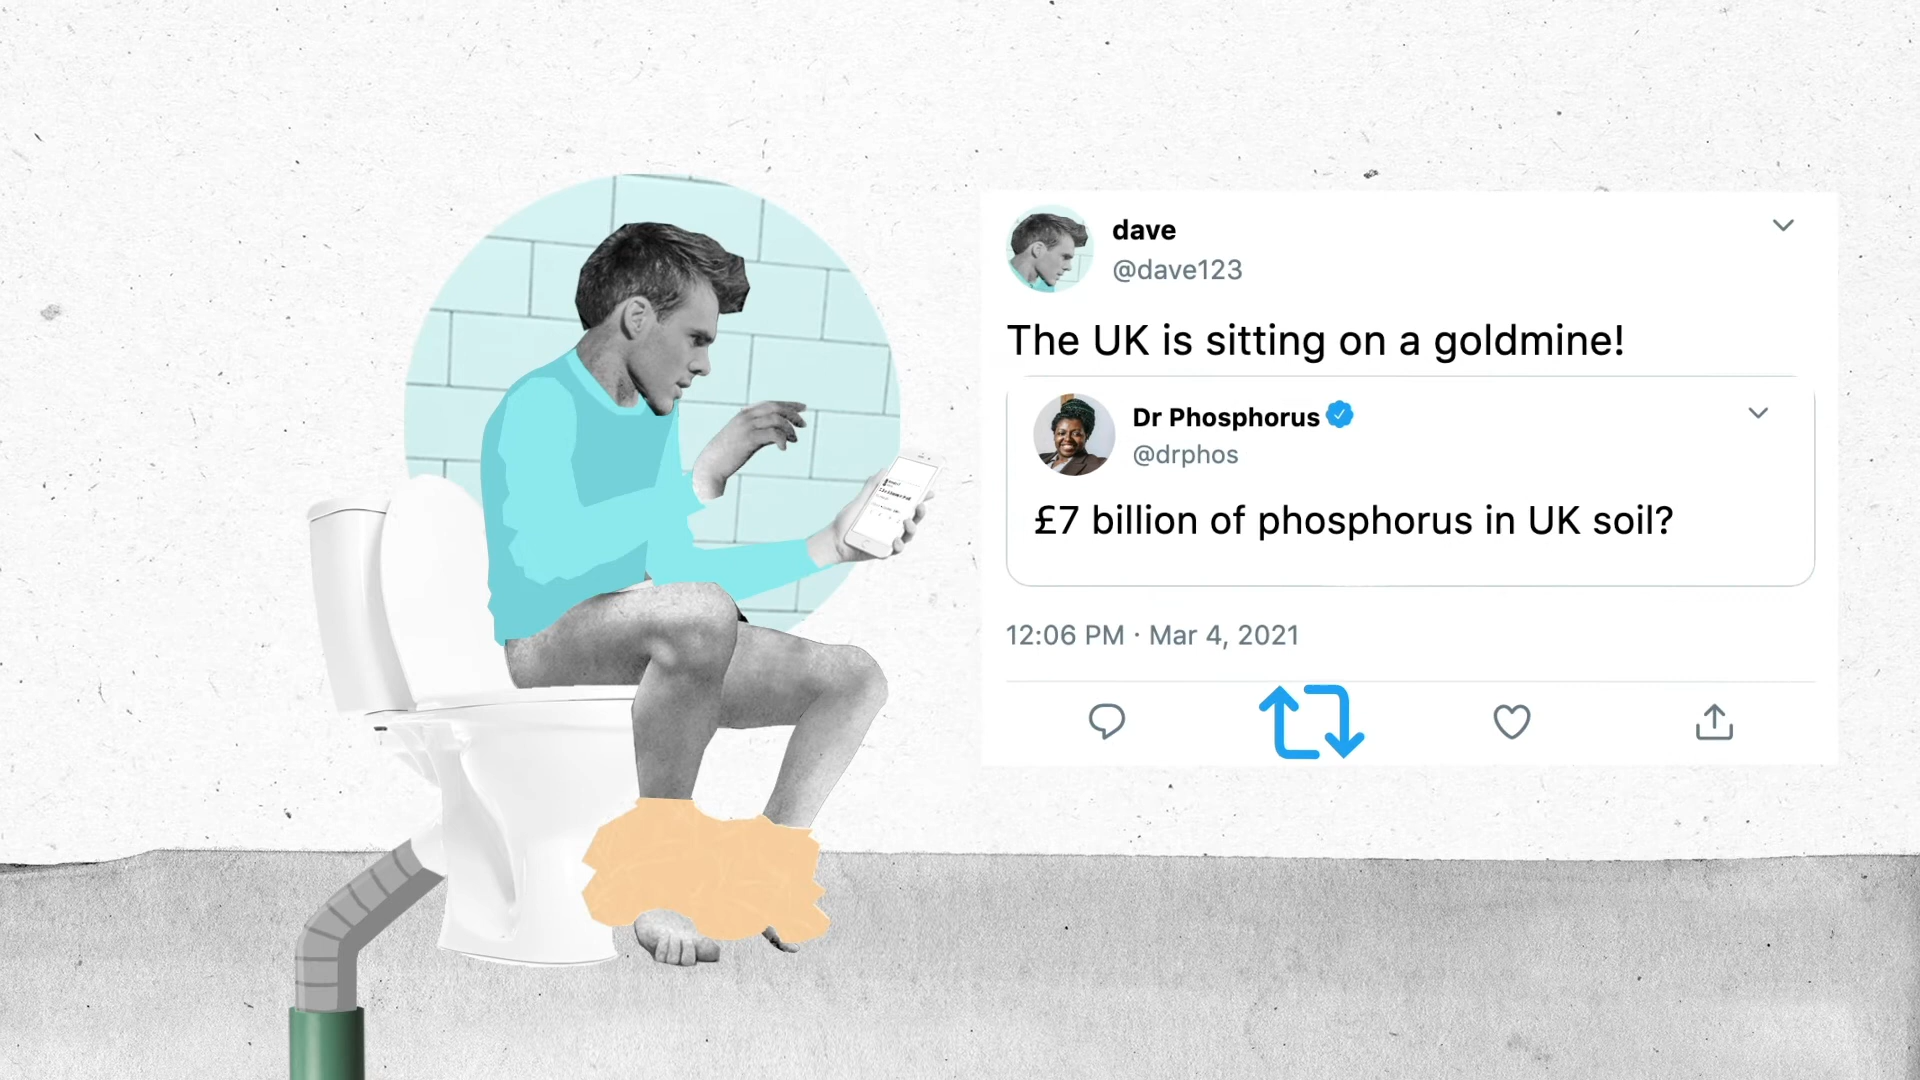 dave
@dave123
The UK is sitting on a goldmine!
Dr Phosphorus
@drphos
£7 billion of phosphorus in UK soil?
12:06 PM · Mar 4, 2021